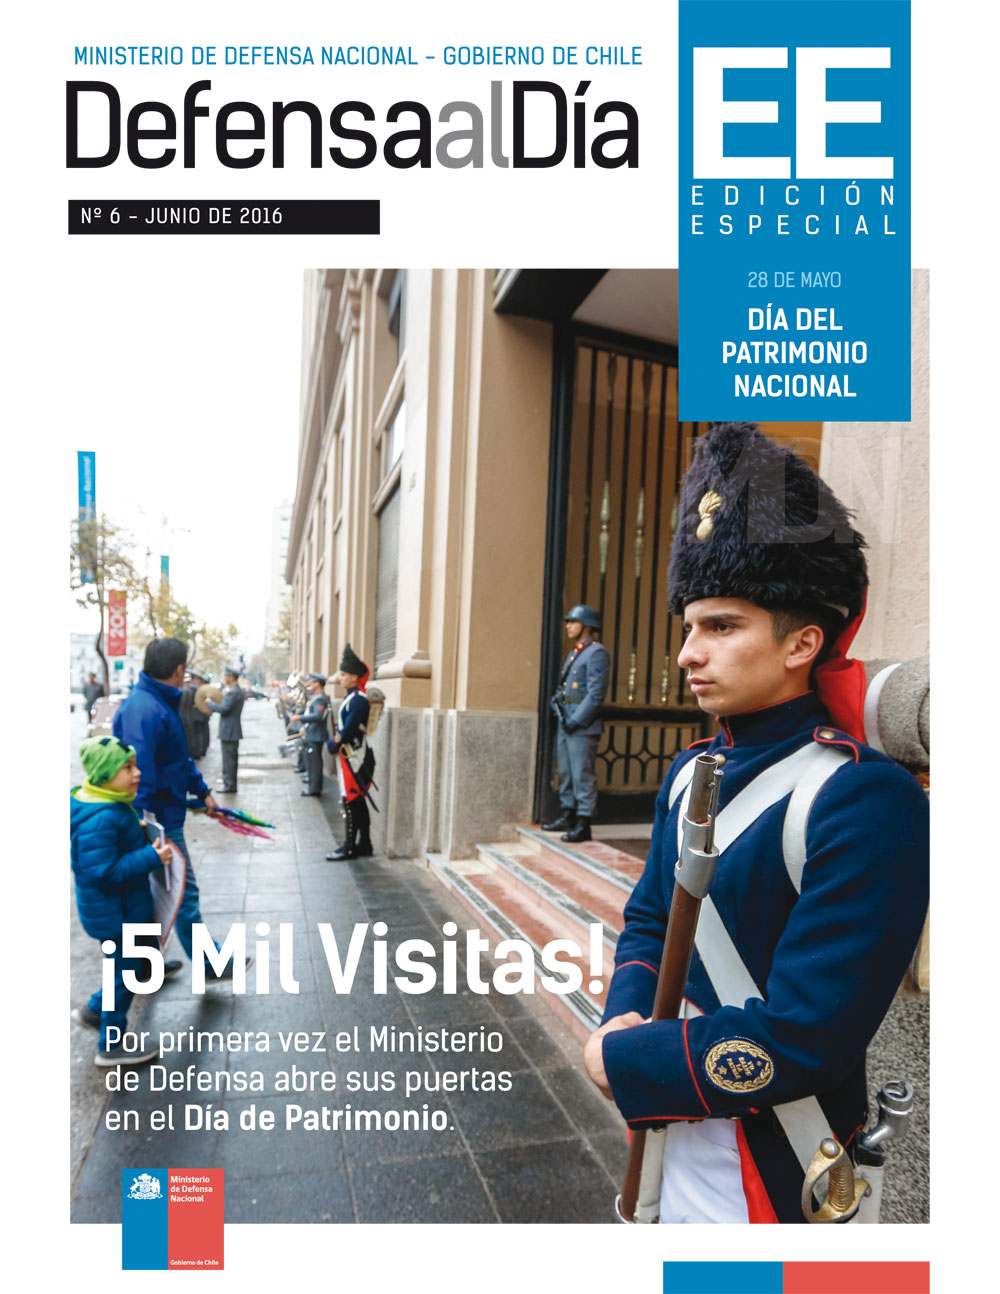 MINISTERIO DE DEFENSA NACIONAL – GOBIERNO DE CHILE
DefensaalDía
Nº 6 – JUNIO DE 2016
EE
EDICIÓN
ESPECIAL
28 DE MAYO
DÍA DEL
PATRIMONIO
NACIONAL
MDN
¡5 Mil Visitas!
Por primera vez el Ministerio
de Defensa abre sus puertas
en el Día de Patrimonio.
Ministerio
de Defensa
Nacional
Gobierno de Chile